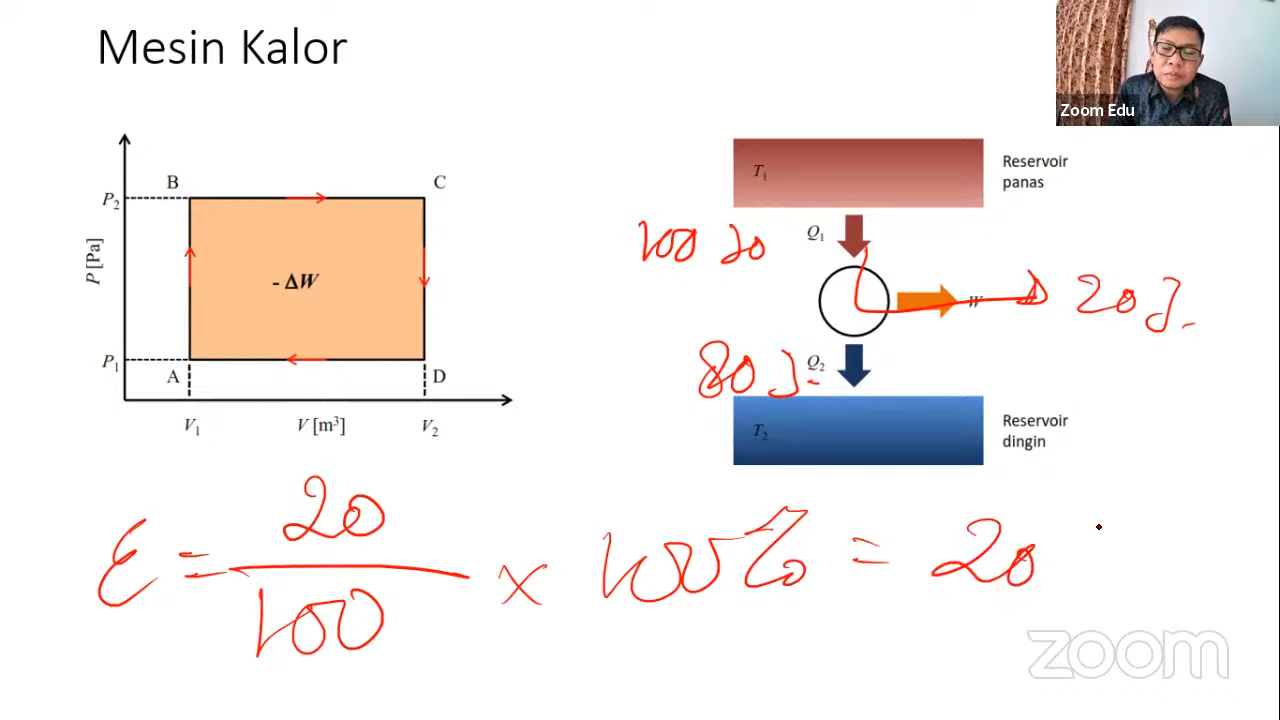 Mesin Kalor
Zoom Edu
B
C
P₂
P [Pa]
- ΔW
P₁
A
D
V₁
V [m³]
V₂
T₁
Reservoir
panas
100
Q₁
W
20 J.
80 J.
Q₂
T₂
Reservoir
dingin
ε = 20/100 × 100% = 20
zoom